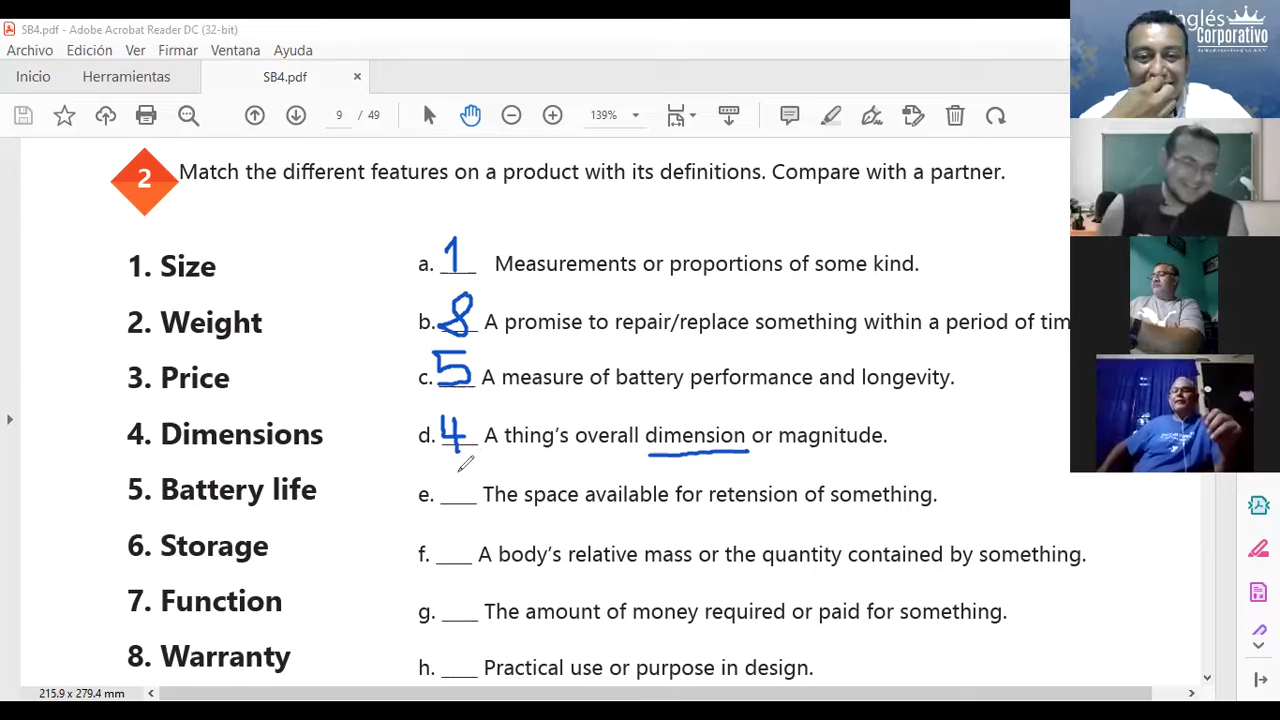 SB4.pdf - Adobe Acrobat Reader DC (32-bit)
Archivo Edición Ver Firmar Ventana Ayuda
Inicio Herramientas SB4.pdf ×
9 / 49 139%
Inglés
Corporativo
2 Match the different features on a product with its definitions. Compare with a partner.
1. Size a. 1 Measurements or proportions of some kind.
2. Weight b. 8 A promise to repair/replace something within a period of tim
3. Price c. 5 A measure of battery performance and longevity.
4. Dimensions d. 4 A thing's overall dimension or magnitude.
5. Battery life e. ____ The space available for retension of something.
6. Storage f. ____ A body's relative mass or the quantity contained by something.
7. Function g. ____ The amount of money required or paid for something.
8. Warranty h. ____ Practical use or purpose in design.
215.9 x 279.4 mm